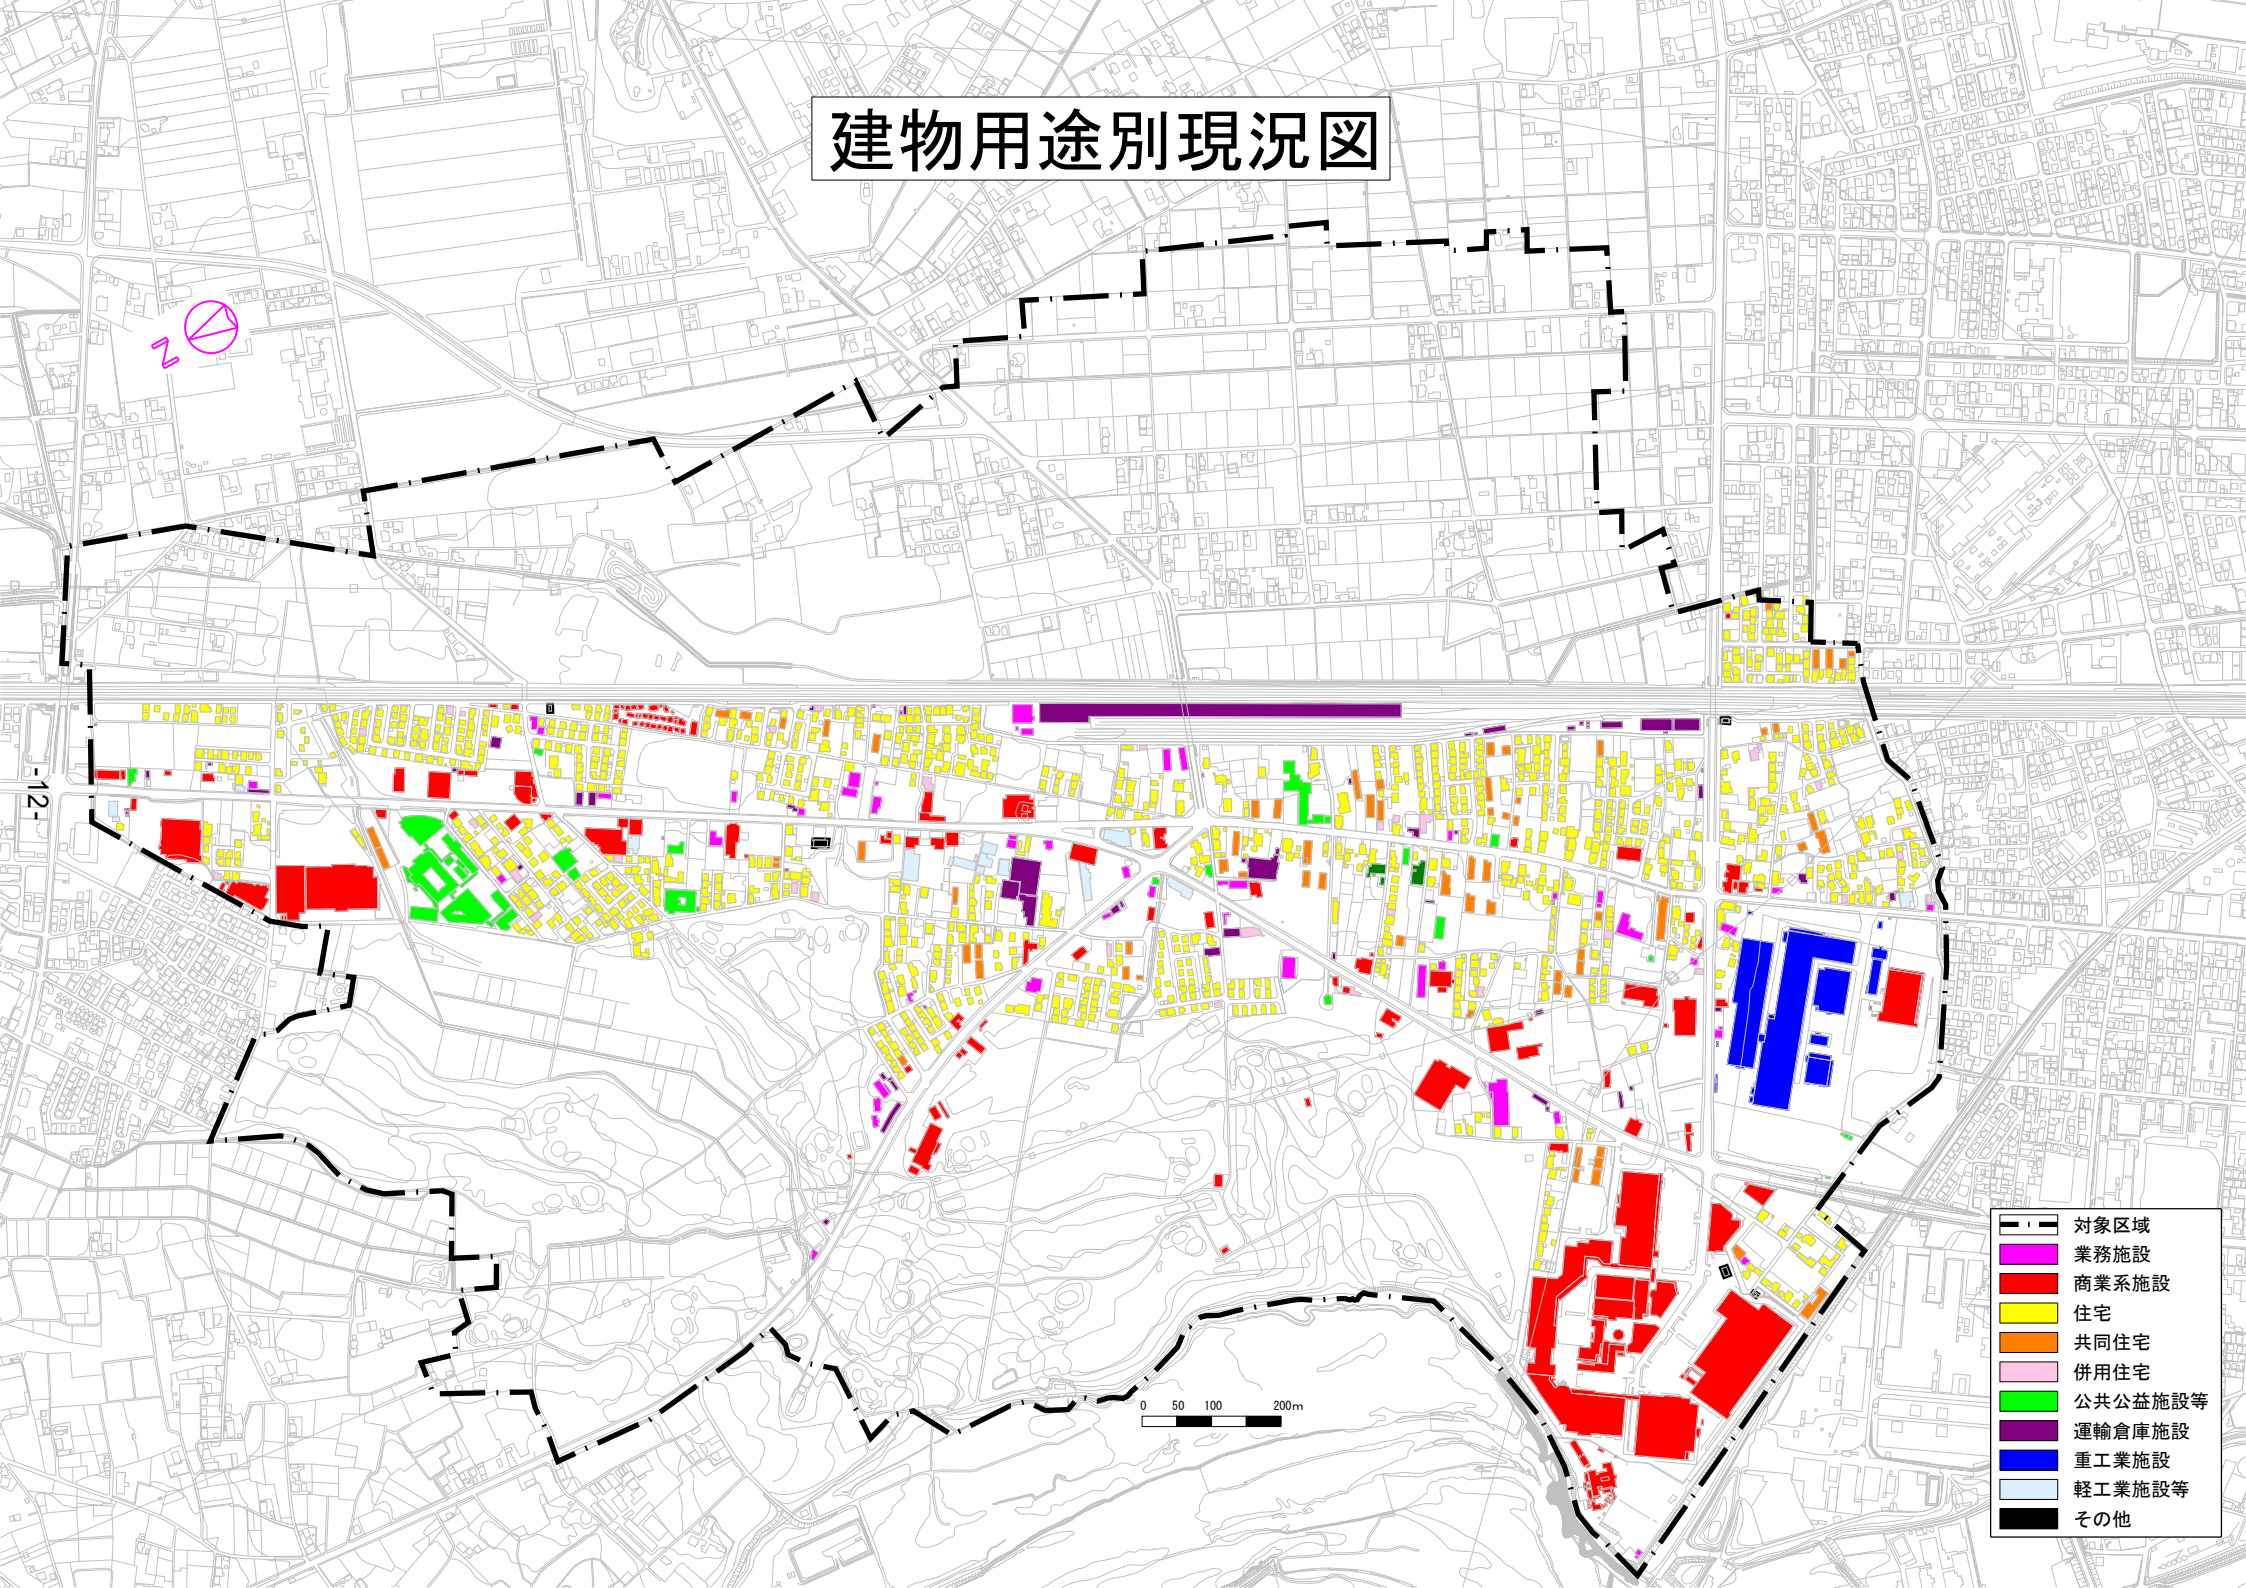 建物用途別現況図
N
-12-
対象区域
業務施設
商業系施設
住宅
共同住宅
併用住宅
公共公益施設等
運輸倉庫施設
重工業施設
軽工業施設等
その他
0 50 100 200m